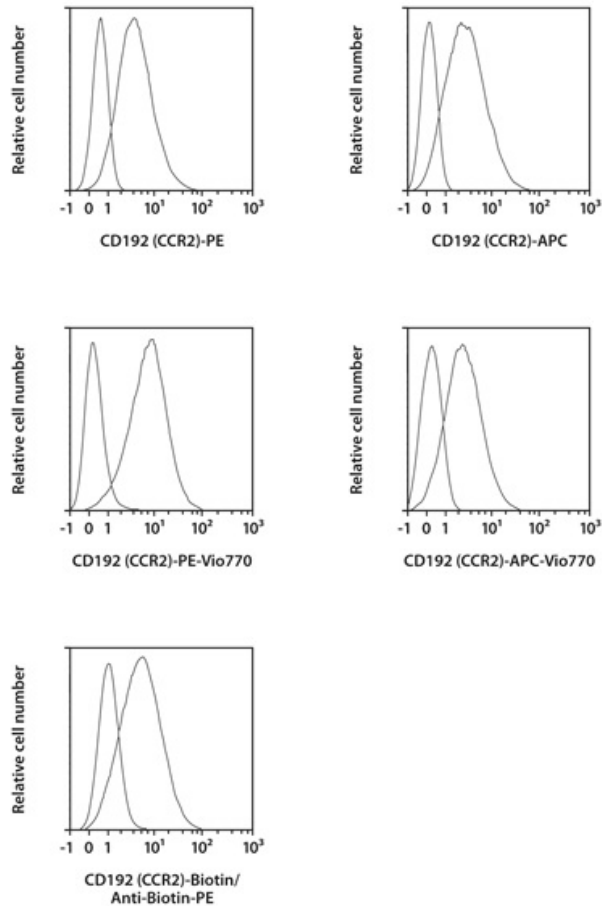 Relative cell number
-1 0 1 10¹ 10² 10³
CD192 (CCR2)-PE
Relative cell number
-1 0 1 10¹ 10² 10³
CD192 (CCR2)-APC
Relative cell number
-1 0 1 10¹ 10² 10³
CD192 (CCR2)-PE-Vio770
Relative cell number
-1 0 1 10¹ 10² 10³
CD192 (CCR2)-APC-Vio770
Relative cell number
-1 0 1 10¹ 10² 10³
CD192 (CCR2)-Biotin/
Anti-Biotin-PE